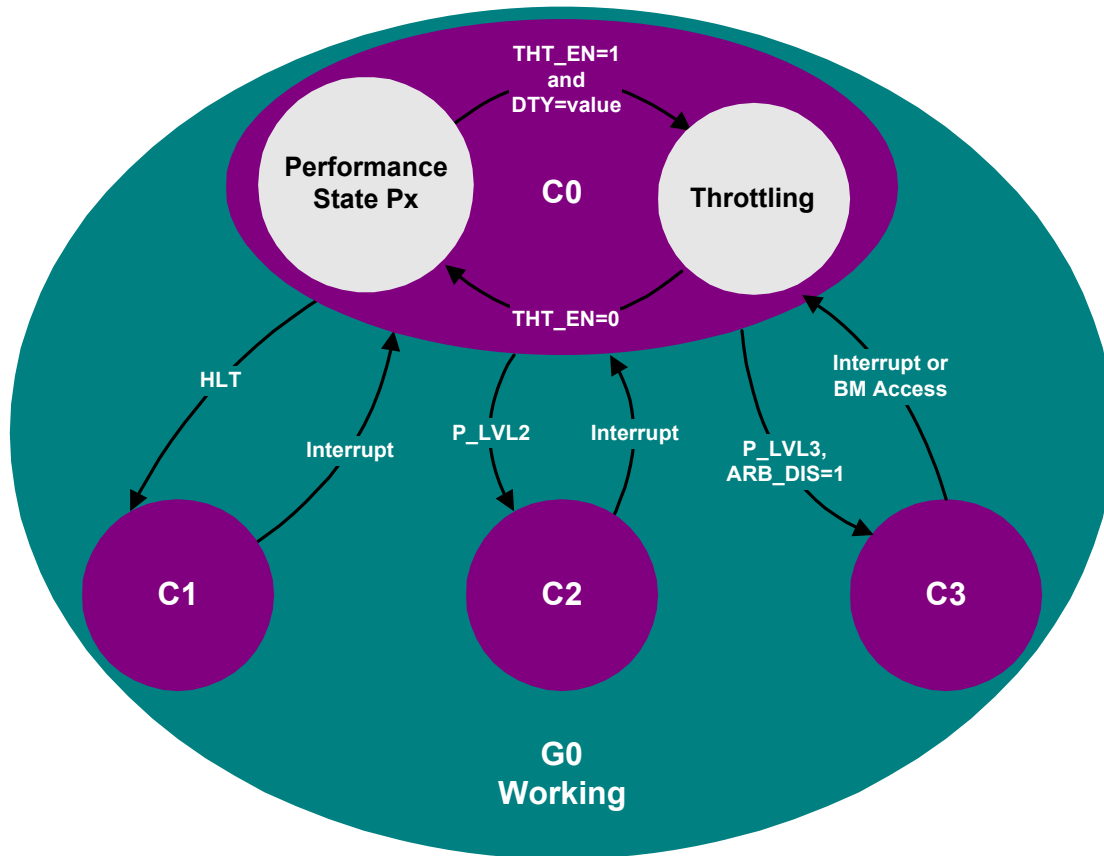 THT_EN=1
and
DTY=value
Performance
State Px
C0
Throttling
THT_EN=0
HLT
Interrupt
P_LVL2
Interrupt
P_LVL3,
ARB_DIS=1
Interrupt or
BM Access
C1
C2
C3
G0
Working